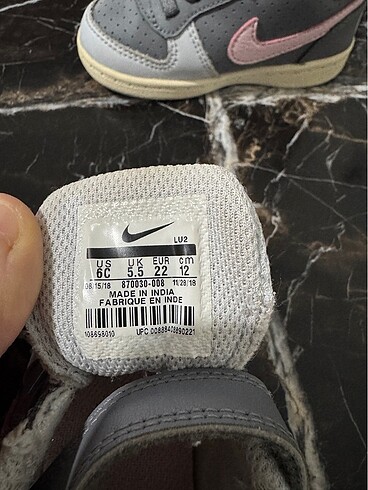 LU2
US UK EUR cm
6C 5.5 22 12
08/15/18 870030-008 11/28/18
MADE IN INDIA
FABRIQUE EN INDE